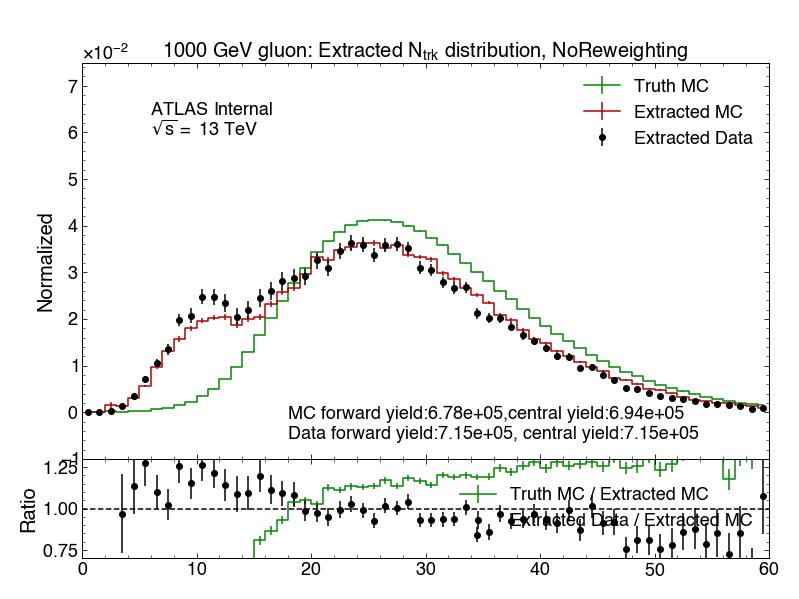 ×10⁻²
1000 GeV gluon: Extracted N_trk distribution, NoReweighting
ATLAS Internal
√s = 13 TeV
Truth MC
Extracted MC
Extracted Data
Normalized
7
6
5
4
3
2
1
0
MC forward yield:6.78e+05,central yield:6.94e+05
Data forward yield:7.15e+05, central yield:7.15e+05
Ratio
1.25
1.00
0.75
Truth MC / Extracted MC
Extracted Data / Extracted MC
0 10 20 30 40 50 60